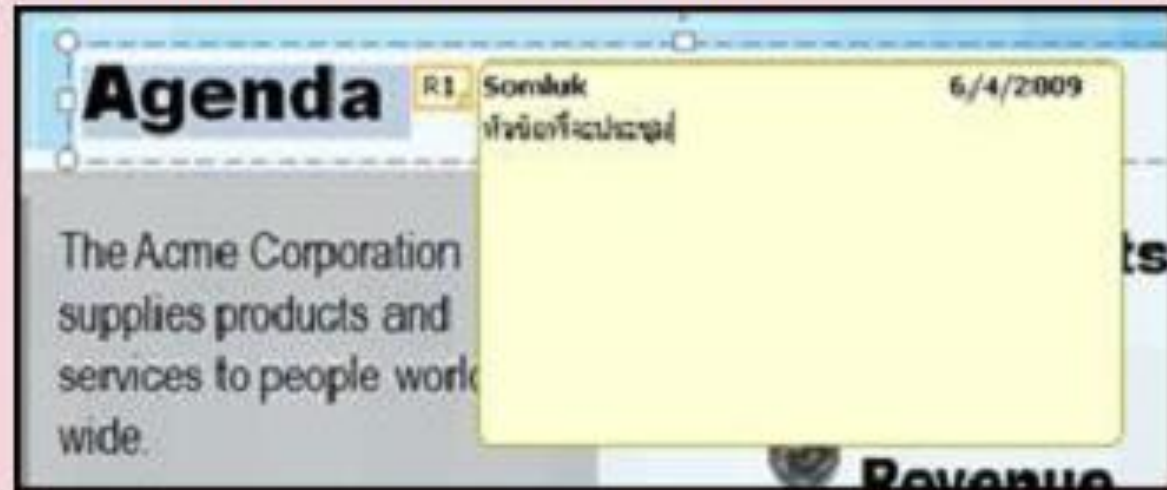 Agenda
R1
Somluk 6/4/2009
หัวข้อที่จะประชุม
The Acme Corporation
supplies products and
services to people
wide.
ts
Revenue